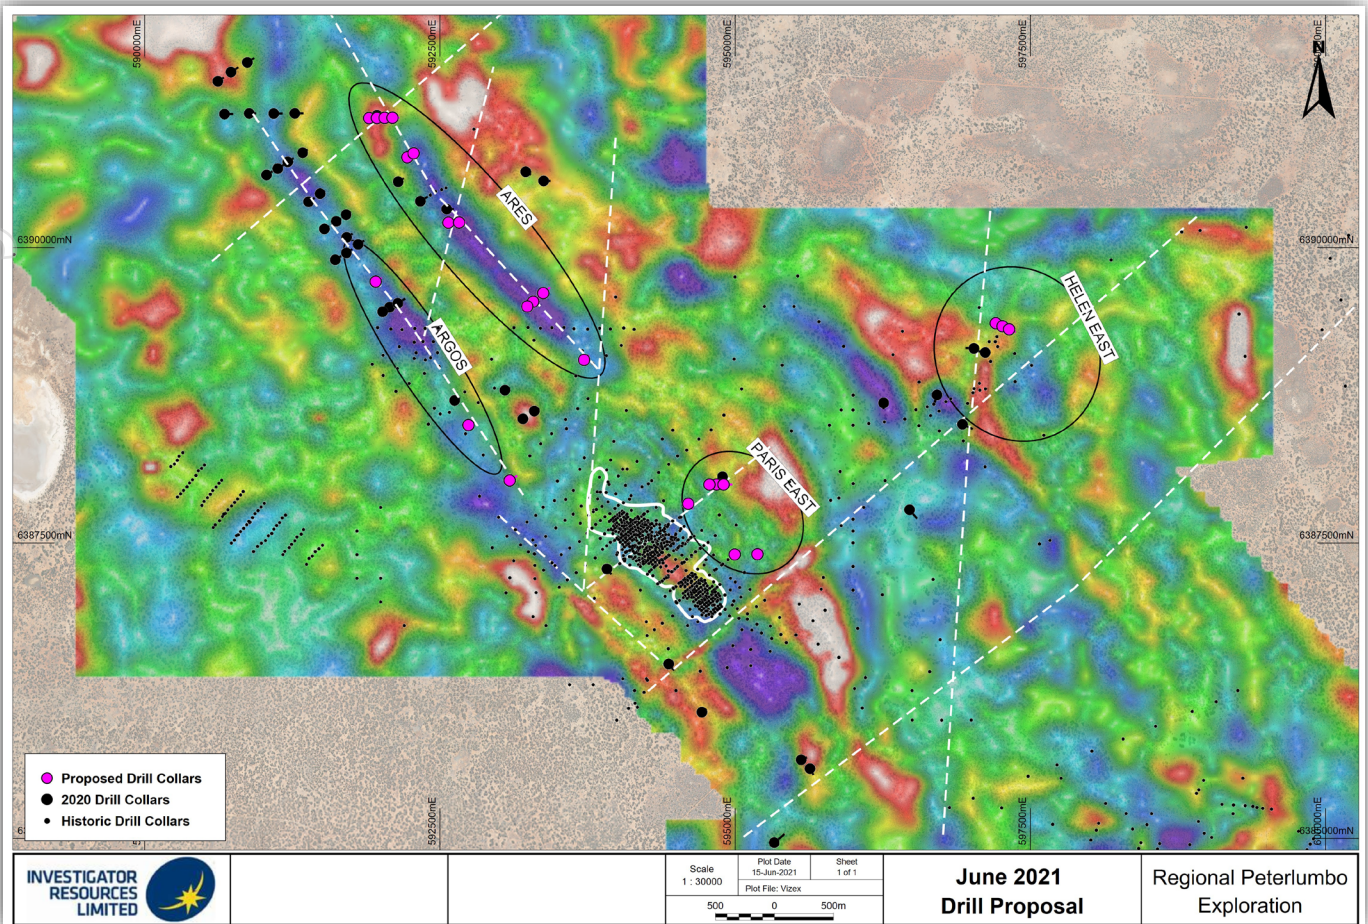 590000mE
592500mE
595000mE
597500mE
N
ARES
6390000mN
6390000mN
HELEN EAST
ARGOS
PARIS EAST
6387500mN
6387500mN
Proposed Drill Collars
2020 Drill Collars
Historic Drill Collars
592500mE
595000mE
597500mE
6385000mN
INVESTIGATOR
RESOURCES
LIMITED
Scale
1 : 30000
Plot Date
15-Jun-2021
Sheet
1 of 1
Plot File: Vizex
500 0 500m
June 2021
Drill Proposal
Regional Peterlumbo
Exploration